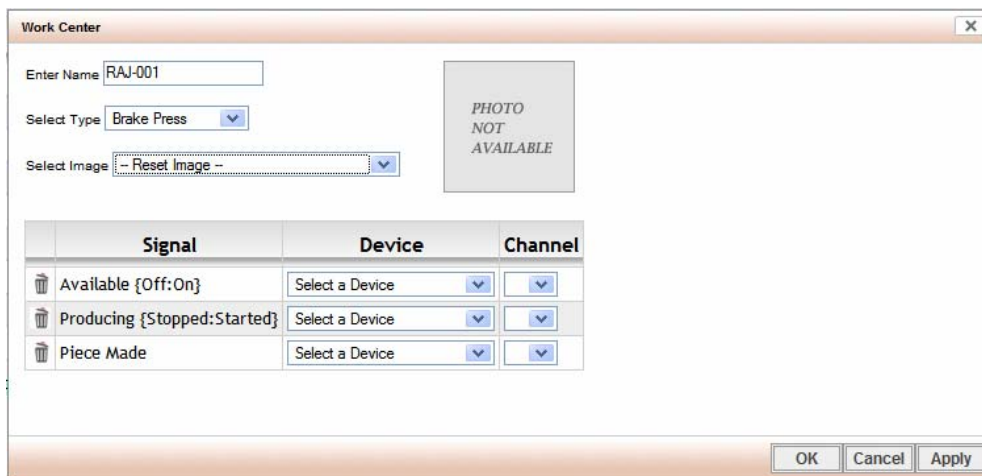 Work Center
Enter Name RAJ-001
Select Type Brake Press
Select Image -- Reset Image --
PHOTO
NOT
AVAILABLE
Signal Device Channel
Available {Off:On} Select a Device
Producing {Stopped:Started} Select a Device
Piece Made Select a Device
OK Cancel Apply